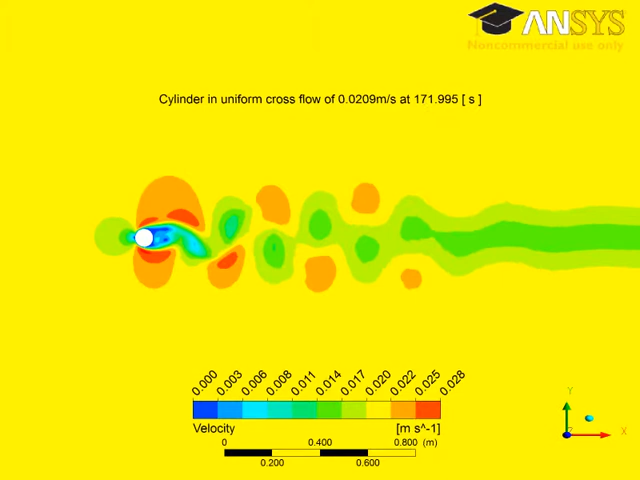 ANSYS
Noncommercial use only
Cylinder in uniform cross flow of 0.0209m/s at 171.995 [ s ]
0.000 0.003 0.006 0.008 0.011 0.014 0.017 0.020 0.022 0.025 0.028
Velocity [m s^-1]
0 0.400 0.800 (m)
0.200 0.600
Y
X
Z